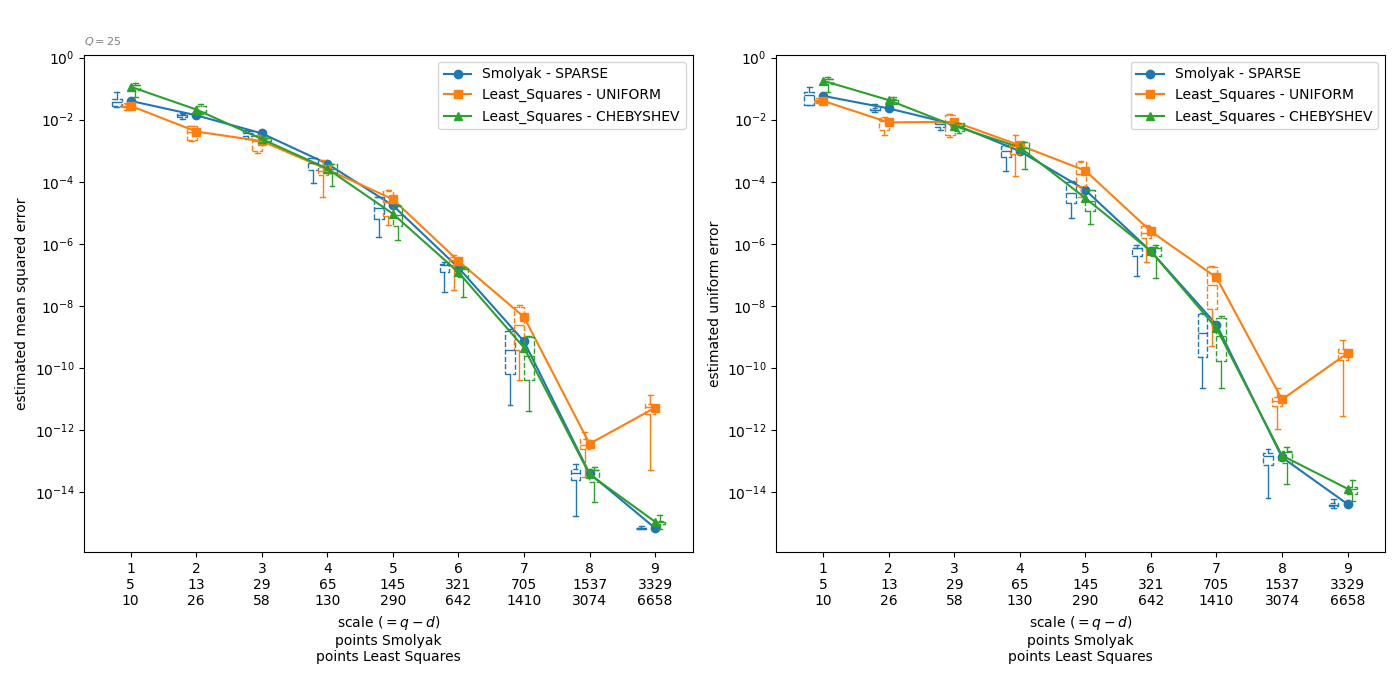 Q = 25
estimated mean squared error
10^0
10^-2
10^-4
10^-6
10^-8
10^-10
10^-12
10^-14
Smolyak - SPARSE
Least_Squares - UNIFORM
Least_Squares - CHEBYSHEV
1 2 3 4 5 6 7 8 9
5 13 29 65 145 321 705 1537 3329
10 26 58 130 290 642 1410 3074 6658
scale (= q − d)
points Smolyak
points Least Squares
estimated uniform error
10^0
10^-2
10^-4
10^-6
10^-8
10^-10
10^-12
10^-14
Smolyak - SPARSE
Least_Squares - UNIFORM
Least_Squares - CHEBYSHEV
1 2 3 4 5 6 7 8 9
5 13 29 65 145 321 705 1537 3329
10 26 58 130 290 642 1410 3074 6658
scale (= q − d)
points Smolyak
points Least Squares